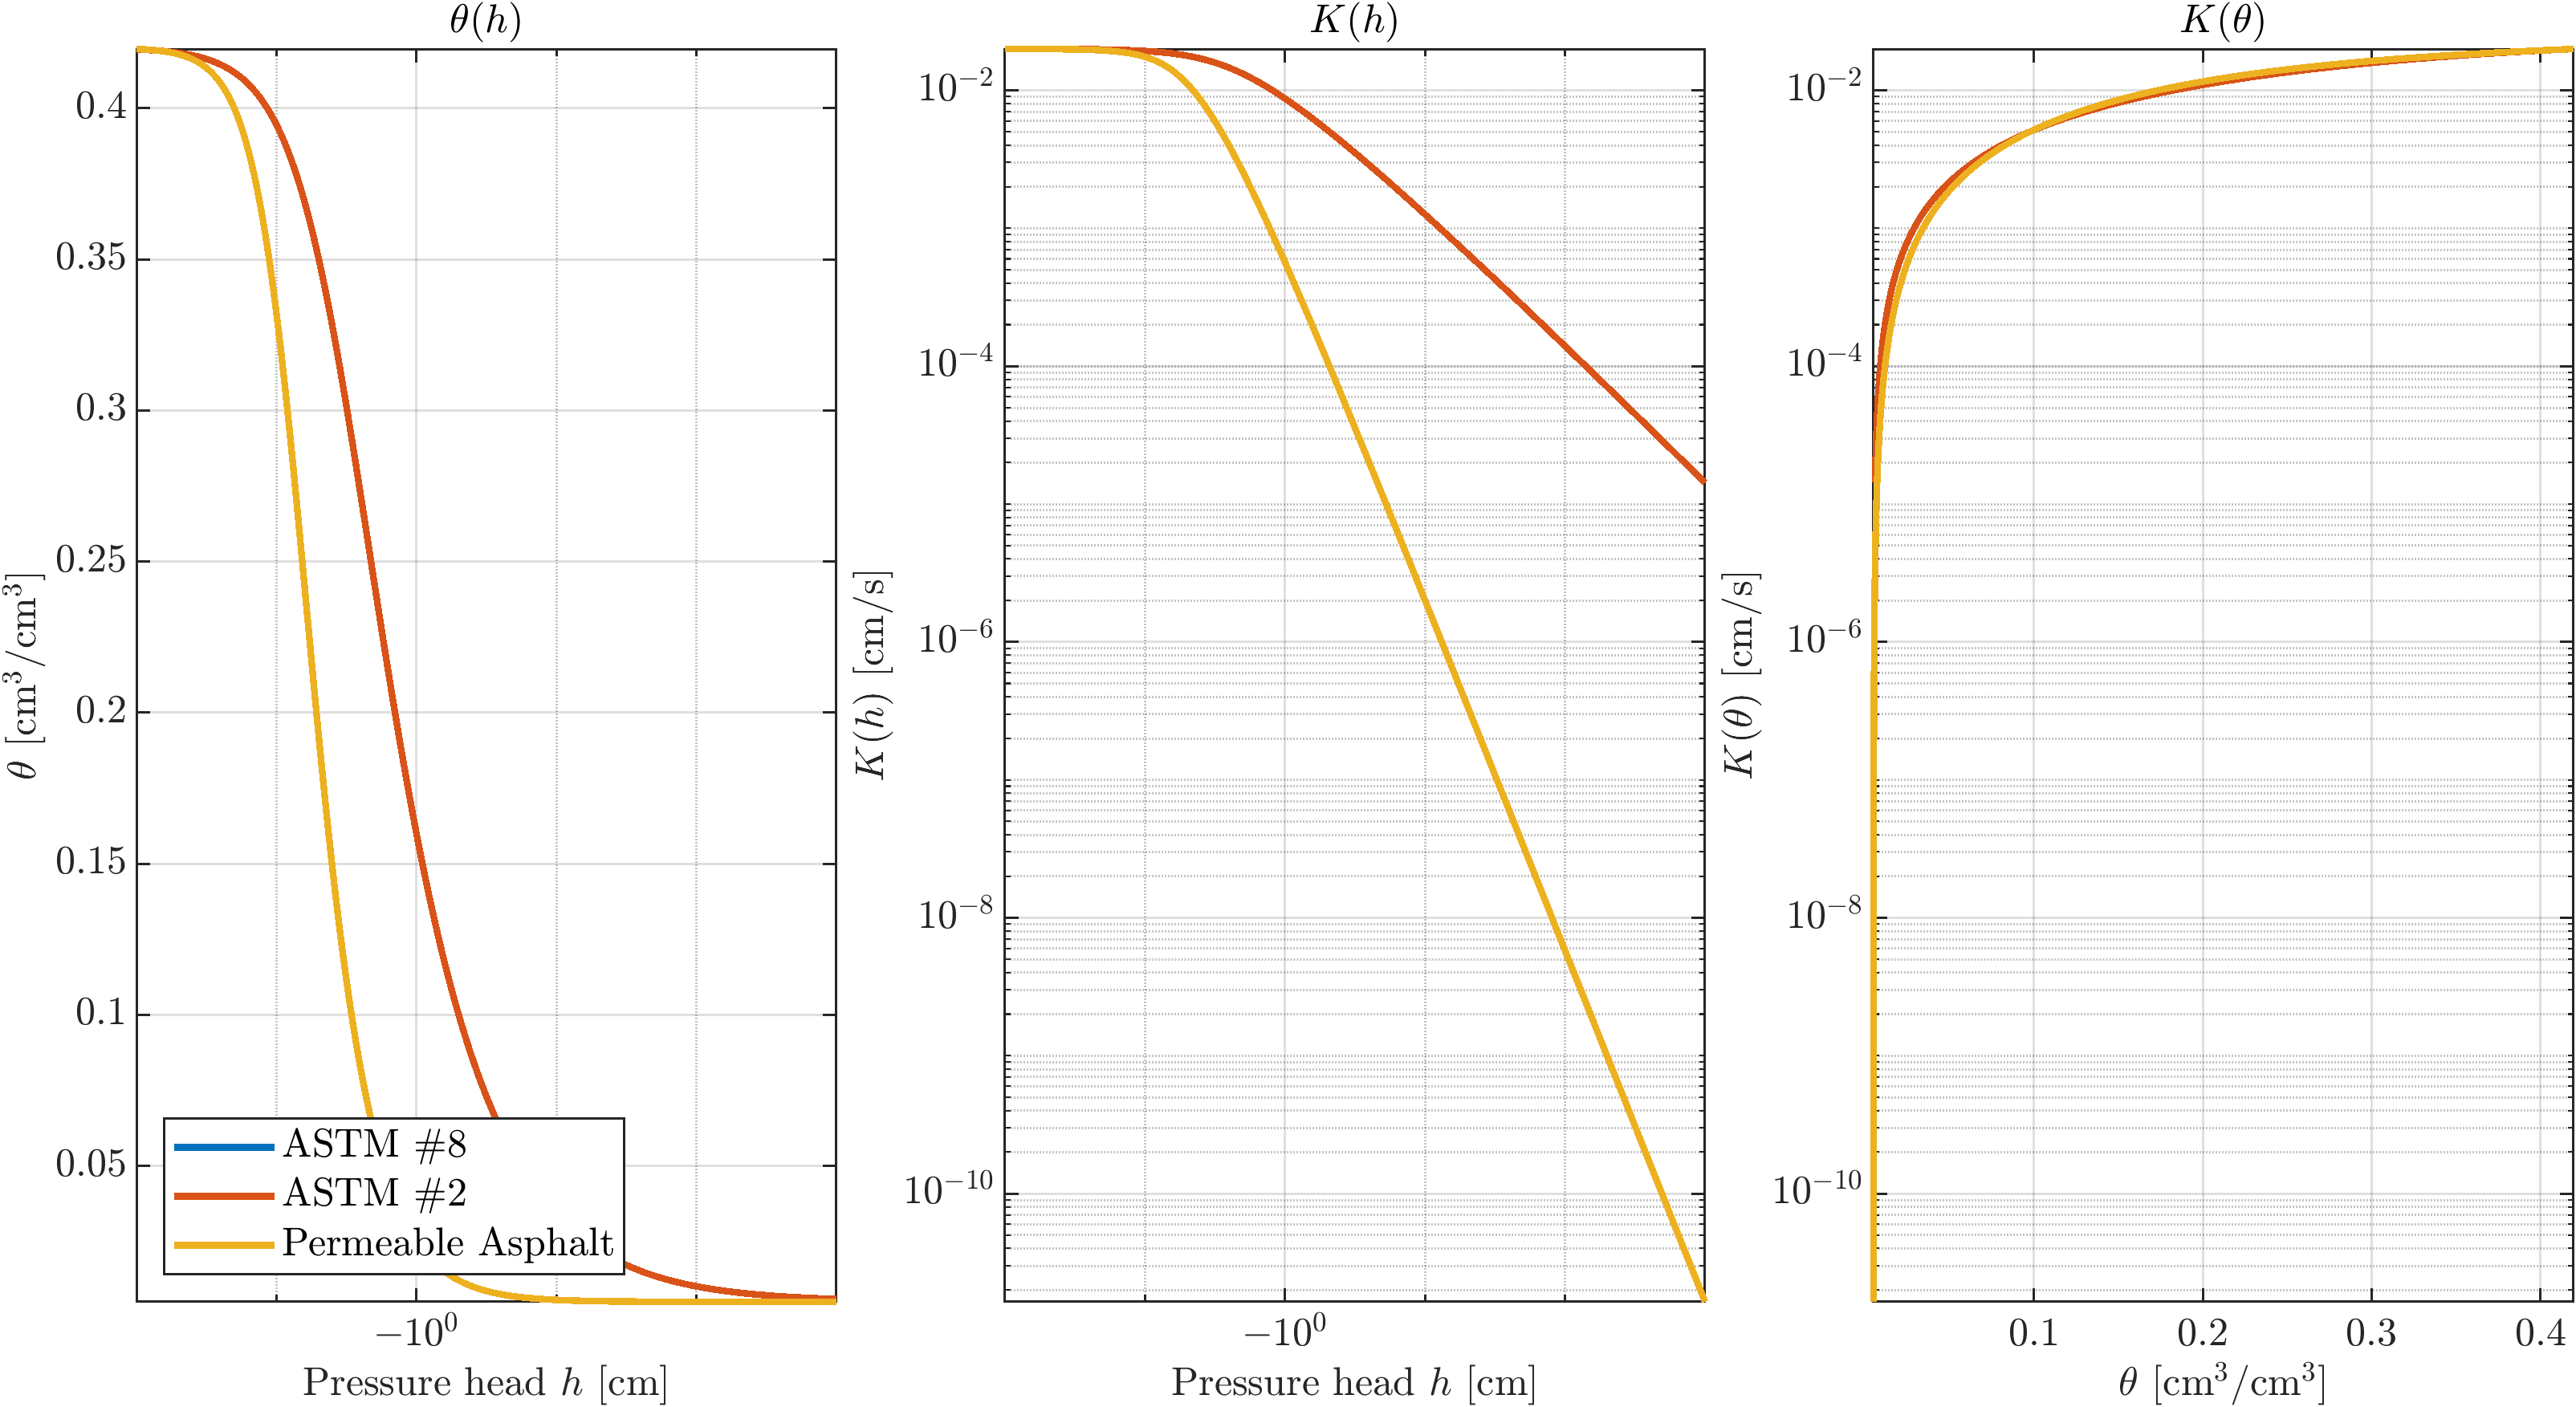 θ(h)
0.4
0.35
0.3
0.25
0.2
0.15
0.1
0.05
θ [cm³/cm³]
ASTM #8
ASTM #2
Permeable Asphalt
−10⁰
Pressure head h [cm]
K(h)
10⁻²
10⁻⁴
10⁻⁶
10⁻⁸
10⁻¹⁰
K(h) [cm/s]
−10⁰
Pressure head h [cm]
K(θ)
10⁻²
10⁻⁴
10⁻⁶
10⁻⁸
10⁻¹⁰
K(θ) [cm/s]
0.1 0.2 0.3 0.4
θ [cm³/cm³]